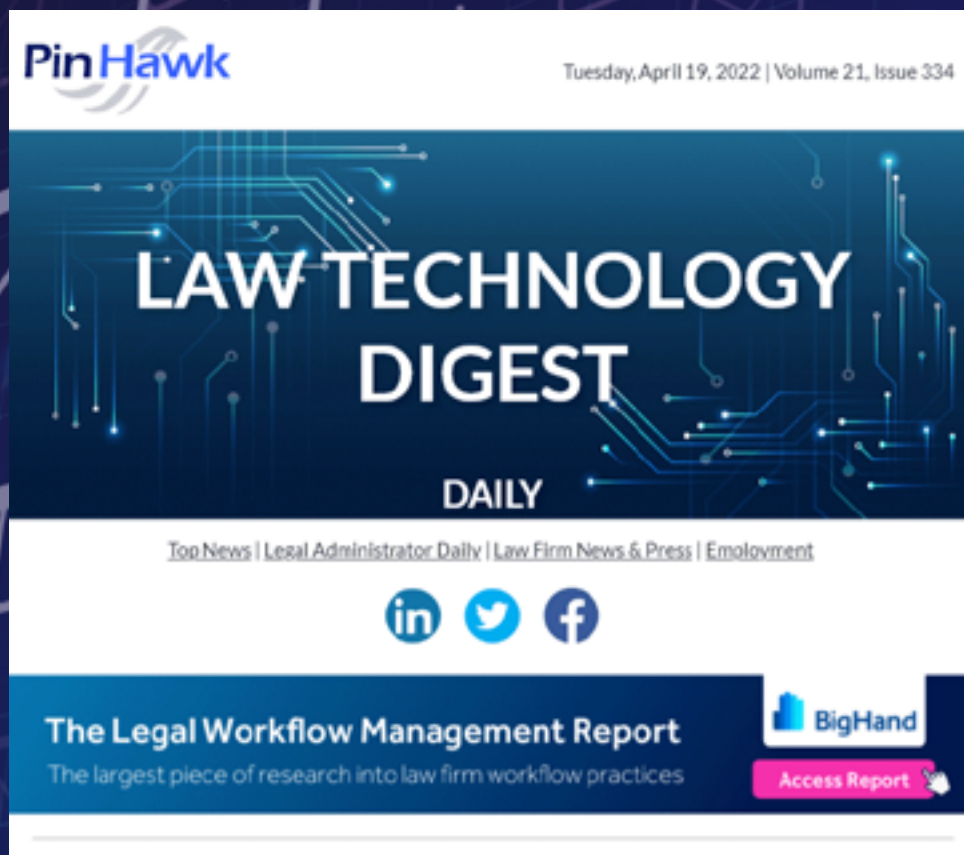 PinHawk
Tuesday, April 19, 2022 | Volume 21, Issue 334
LAW TECHNOLOGY
DIGEST
DAILY
Top News | Legal Administrator Daily | Law Firm News & Press | Employment
in
f
The Legal Workflow Management Report
The largest piece of research into law firm workflow practices
BigHand
Access Report